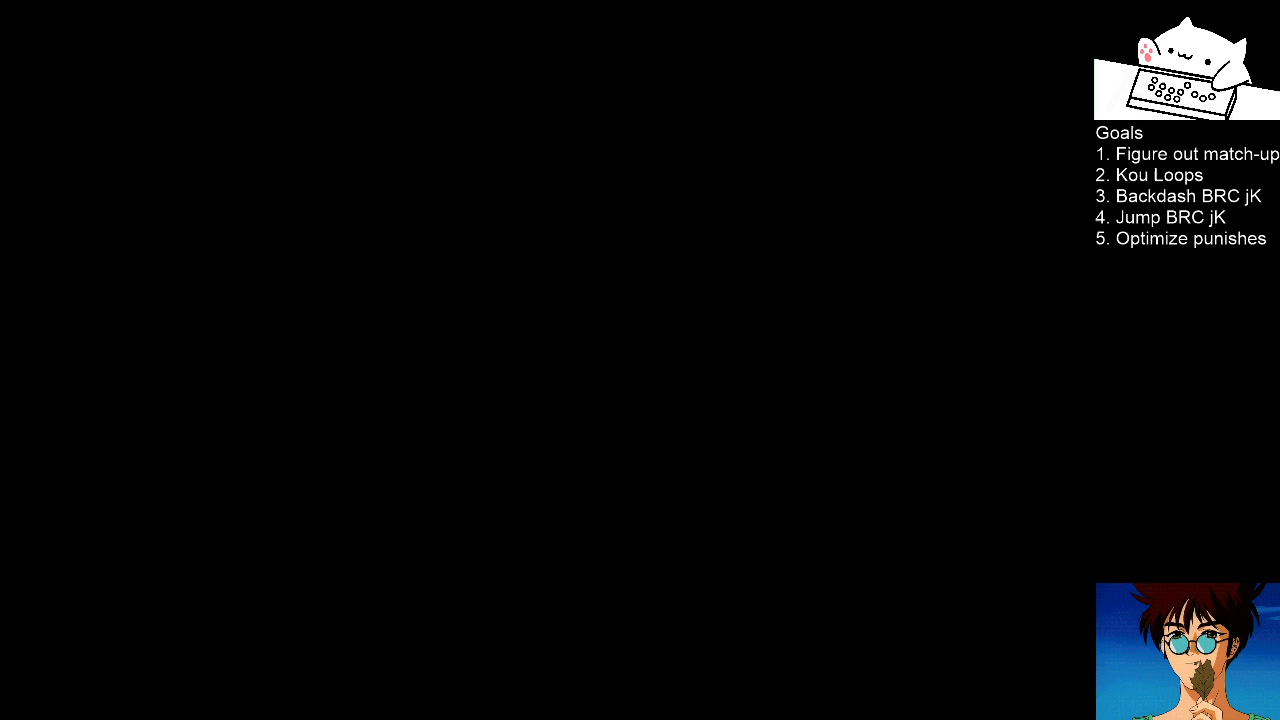 Goals
1. Figure out match-up
2. Kou Loops
3. Backdash BRC jK
4. Jump BRC jK
5. Optimize punishes